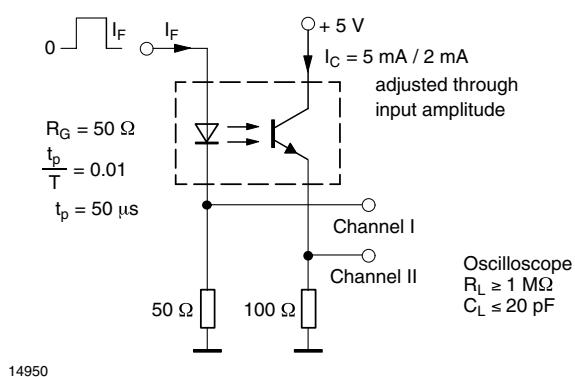 0
I_F
I_F
+ 5 V
I_C = 5 mA / 2 mA
adjusted through
input amplitude
R_G = 50 Ω
t_p
T
= 0.01
t_p = 50 μs
Channel I
Channel II
50 Ω
100 Ω
Oscilloscope
R_L ≥ 1 MΩ
C_L ≤ 20 pF
14950